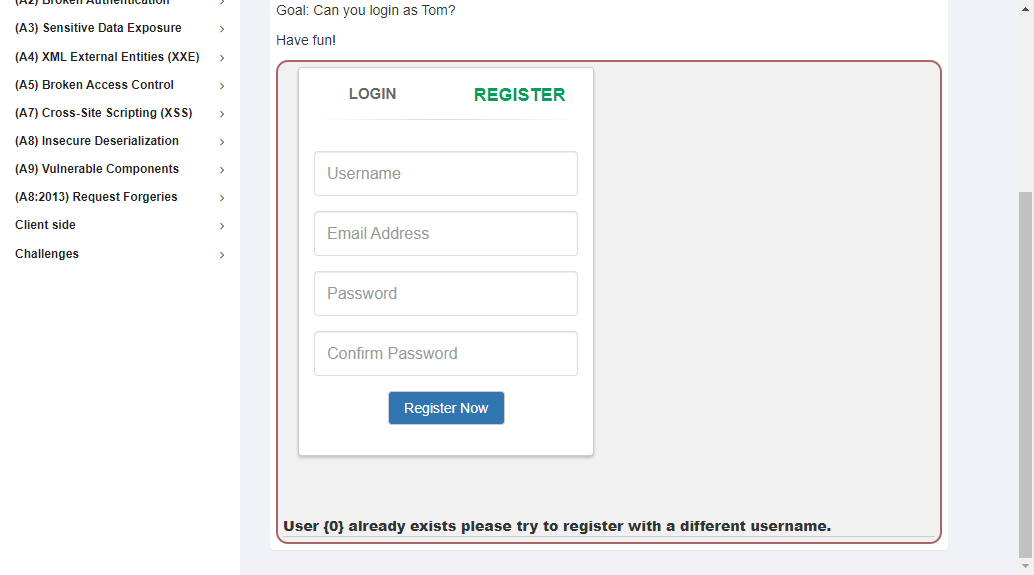 (A2) Broken Authentication
(A3) Sensitive Data Exposure
(A4) XML External Entities (XXE)
(A5) Broken Access Control
(A7) Cross-Site Scripting (XSS)
(A8) Insecure Deserialization
(A9) Vulnerable Components
(A8:2013) Request Forgeries
Client side
Challenges
Goal: Can you login as Tom?
Have fun!
LOGIN
REGISTER
Username
Email Address
Password
Confirm Password
Register Now
User {0} already exists please try to register with a different username.